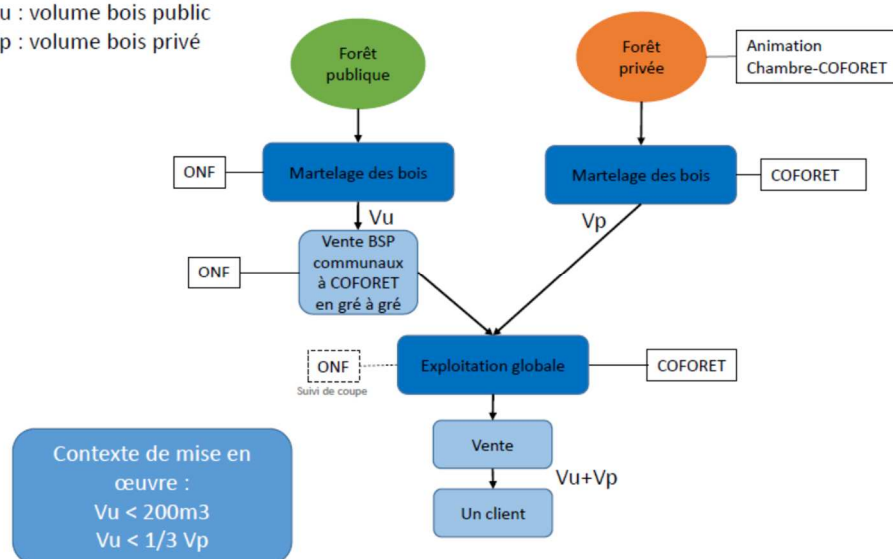 u : volume bois public
p : volume bois privé
Forêt
publique
Forêt
privée
Animation
Chambre-COFORET
ONF
Martelage des bois
Martelage des bois
COFORET
Vu
Vp
ONF
Vente BSP
communaux
à COFORET
en gré à gré
ONF
Suivi de coupe
Exploitation globale
COFORET
Vente
Vu+Vp
Un client
Contexte de mise en
œuvre :
Vu < 200m3
Vu < 1/3 Vp